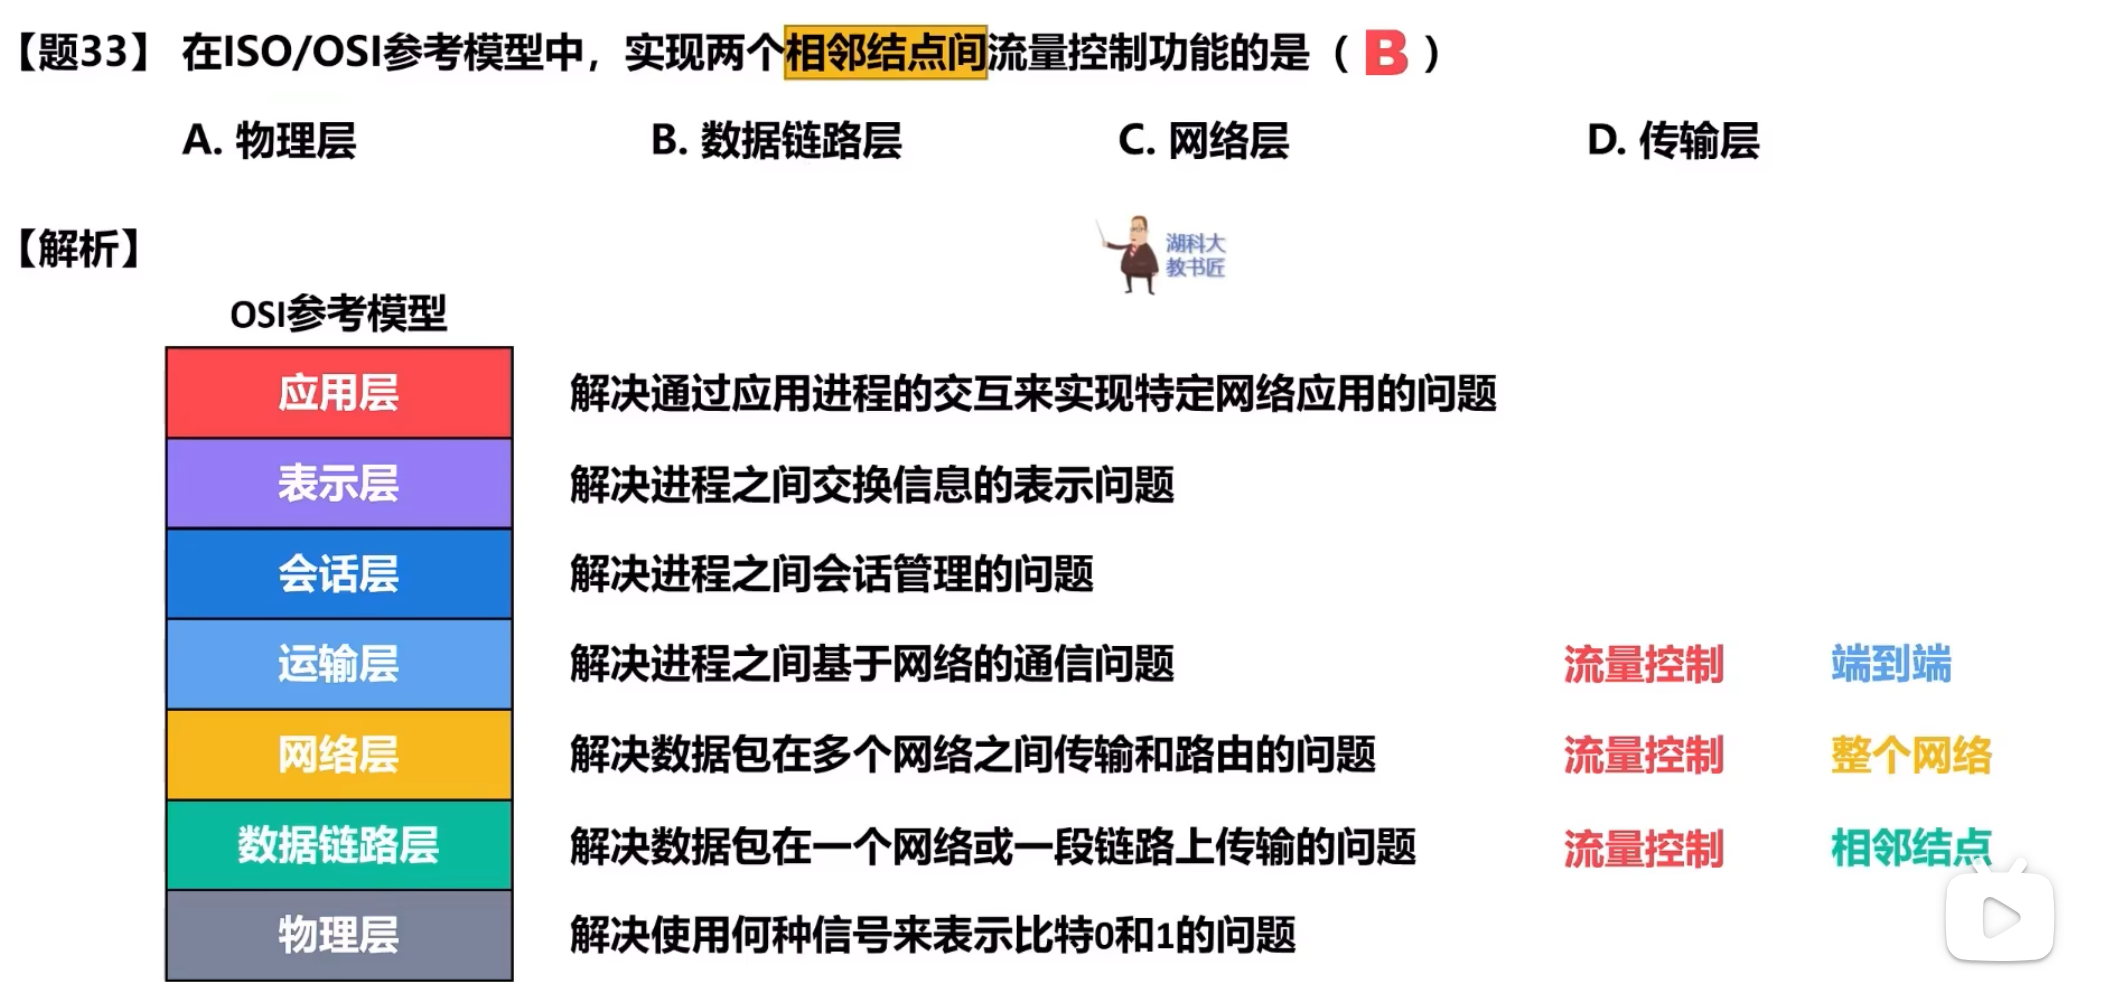 【题33】 在ISO/OSI参考模型中，实现两个相邻结点间流量控制功能的是（ B ）
A. 物理层 B. 数据链路层 C. 网络层 D. 传输层
【解析】
湖科大
教书匠
OSI参考模型
应用层 解决通过应用进程的交互来实现特定网络应用的问题
表示层 解决进程之间交换信息的表示问题
会话层 解决进程之间会话管理的问题
运输层 解决进程之间基于网络的通信问题 流量控制 端到端
网络层 解决数据包在多个网络之间传输和路由的问题 流量控制 整个网络
数据链路层 解决数据包在一个网络或一段链路上传输的问题 流量控制 相邻结点
物理层 解决使用何种信号来表示比特0和1的问题